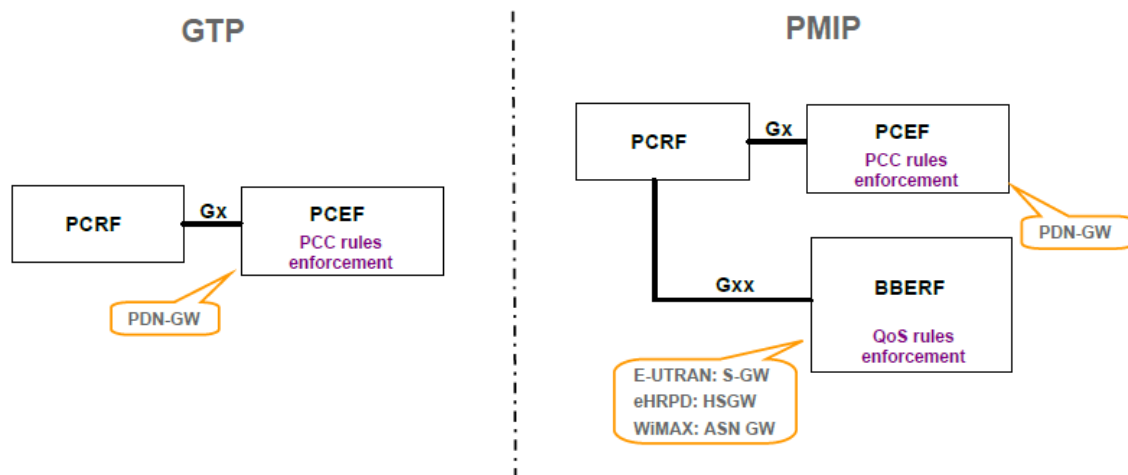 GTP
PCRF
Gx
PCEF
PCC rules
enforcement
PDN-GW
PMIP
PCRF
Gx
PCEF
PCC rules
enforcement
PDN-GW
Gxx
BBERF
QoS rules
enforcement
E-UTRAN: S-GW
eHRPD: HSGW
WiMAX: ASN GW